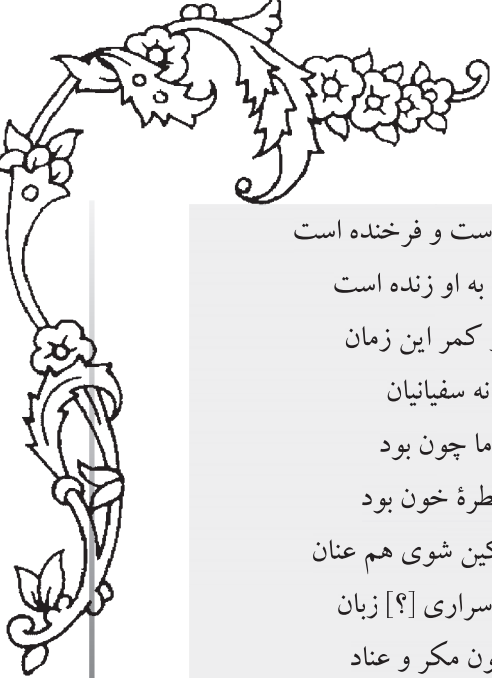 ست و فرخنده است
به او زنده است
کمر این زمان
نه سفیانیان
ما چون بود
طرهٔ خون بود
کین شوی هم عنان
سراری [؟] زبان
ون مکر و عناد